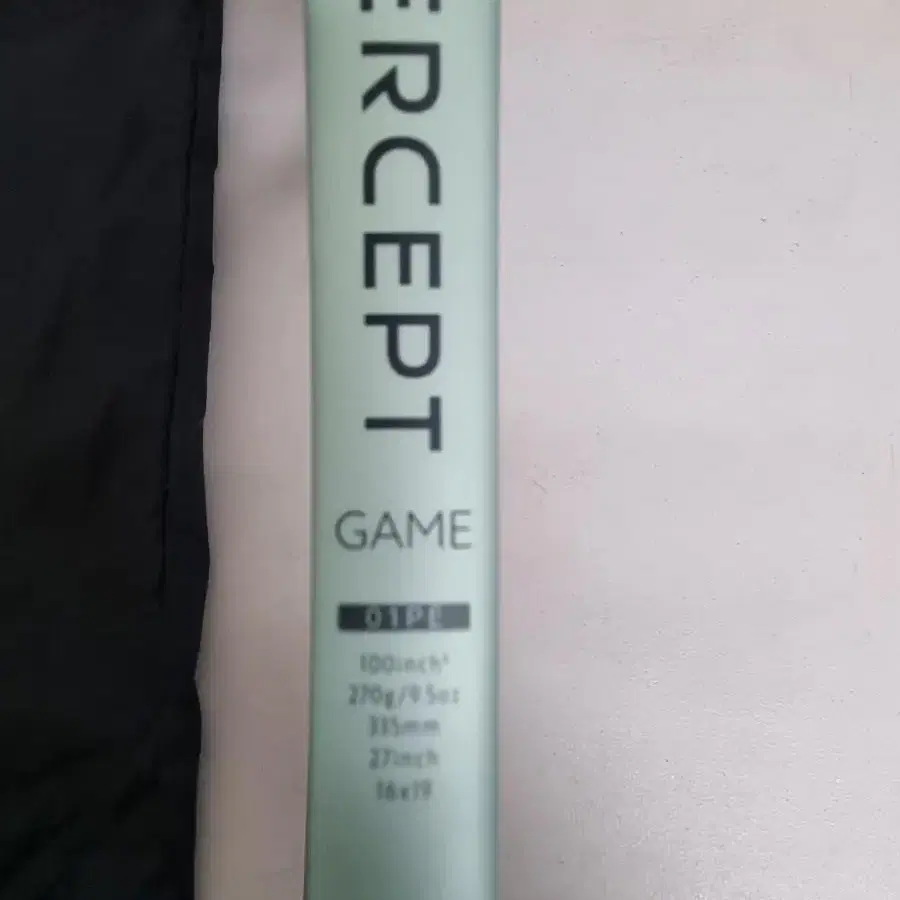 ERCEPT
GAME
01PE
100inch²
270g/9.5oz
335mm
27inch
16x19